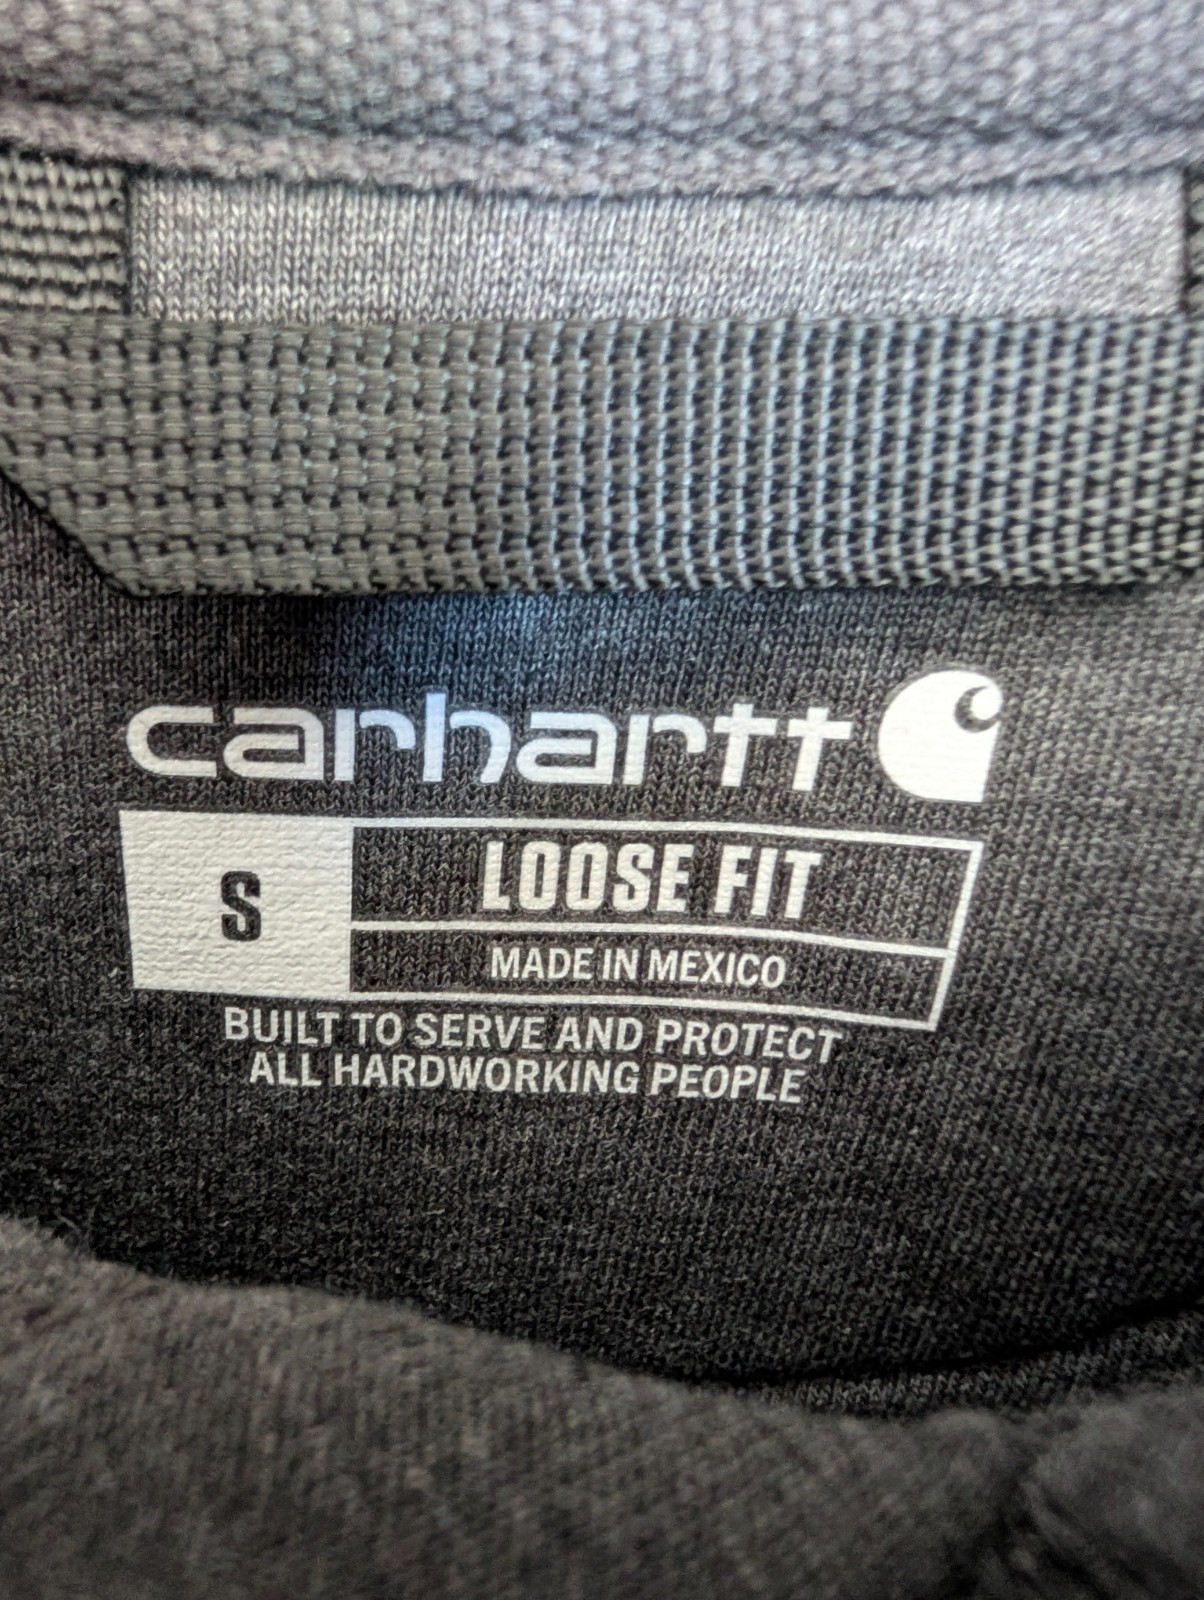 carhartt
S
LOOSE FIT
MADE IN MEXICO
BUILT TO SERVE AND PROTECT
ALL HARDWORKING PEOPLE